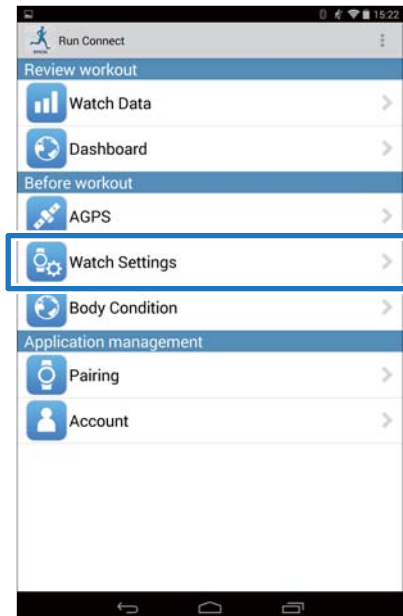 15:22
Run Connect
Review workout
Watch Data
Dashboard
Before workout
AGPS
Watch Settings
Body Condition
Application management
Pairing
Account